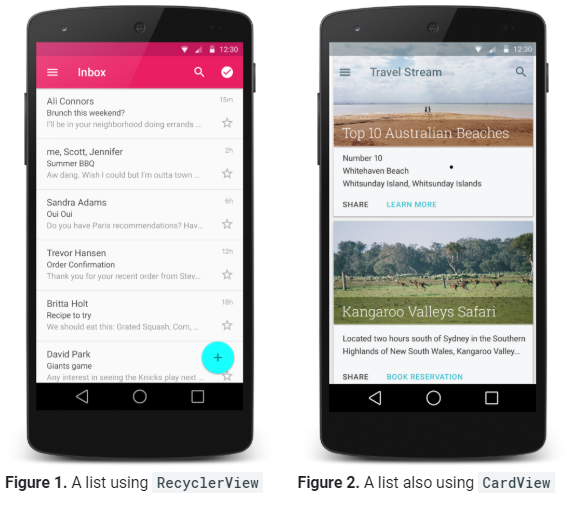 12:30
Inbox
Ali Connors 15m
Brunch this weekend?
I'll be in your neighborhood doing errands ...
me, Scott, Jennifer 2h
Summer BBQ
Aw dang. Wish I could but I'm outta town ...
Sandra Adams 6h
Oui Oui
Do you have Paris recommendations? Hav...
Trevor Hansen 12h
Order Confirmation
Thank you for your recent order from Stev...
Britta Holt 18h
Recipe to try
We should eat this: Grated Squash, Corn, ...
David Park
Giants game
Any interest in seeing the Knicks play next ...
Figure 1. A list using RecyclerView
12:30
Travel Stream
Top 10 Australian Beaches
Number 10
Whitehaven Beach
Whitsunday Island, Whitsunday Islands
SHARE LEARN MORE
Kangaroo Valleys Safari
Located two hours south of Sydney in the Southern
Highlands of New South Wales, Kangaroo Valley...
SHARE BOOK RESERVATION
Figure 2. A list also using CardView